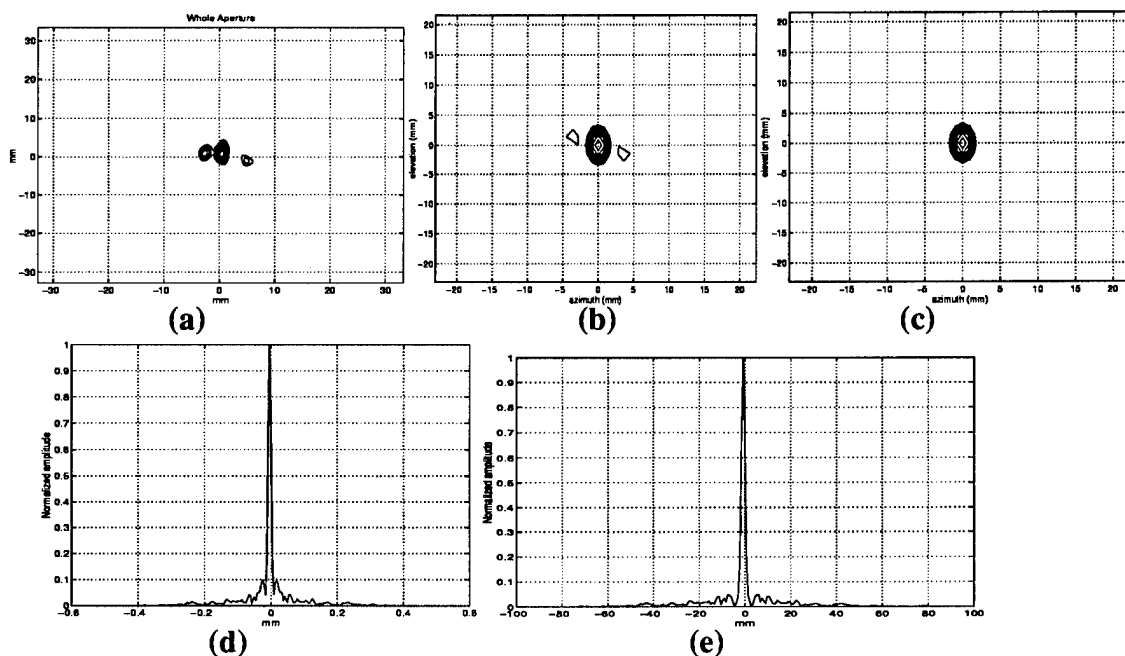 Whole Aperture
30
20
10
0
-10
-20
-30
mm
-30 -20 -10 0 10 20 30
mm
(a)
20
15
10
5
0
-5
-10
-15
-20
elevation (mm)
-20 -15 -10 -5 0 5 10 15 20
azimuth (mm)
(b)
20
15
10
5
0
-5
-10
-15
-20
elevation (mm)
-20 -15 -10 -5 0 5 10 15 20
azimuth (mm)
(c)
1
0.9
0.8
0.7
0.6
0.5
0.4
0.3
0.2
0.1
0
Normalized amplitude
-0.6 -0.4 -0.2 0 0.2 0.4 0.6
mm
(d)
1
0.9
0.8
0.7
0.6
0.5
0.4
0.3
0.2
0.1
0
Normalized amplitude
-100 -80 -60 -40 -20 0 20 40 60 80 100
mm
(e)